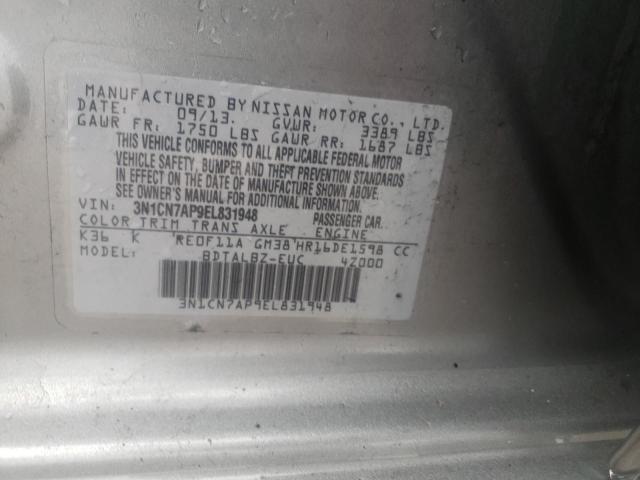 MANUFACTURED BY NISSAN MOTOR CO., LTD.
DATE: 09/13. GVWR: 3389 LBS
GAWR FR: 1750 LBS GAWR RR: 1687 LBS
THIS VEHICLE CONFORMS TO ALL APPLICABLE FEDERAL MOTOR
VEHICLE SAFETY, BUMPER AND THEFT PREVENTION STANDARDS
IN EFFECT ON THE DATE OF MANUFACTURE SHOWN ABOVE.
SEE OWNER'S MANUAL FOR ADDITIONAL INFORMATION.
VIN: 3N1CN7AP9EL831948 PASSENGER CAR.
COLOR TRIM TRANS AXLE ENGINE
K36 K RE0F11A GM38 HR16DE1598 CC
MODEL: BDTALBZ-EUC 42000
3N1CN7AP9EL831948